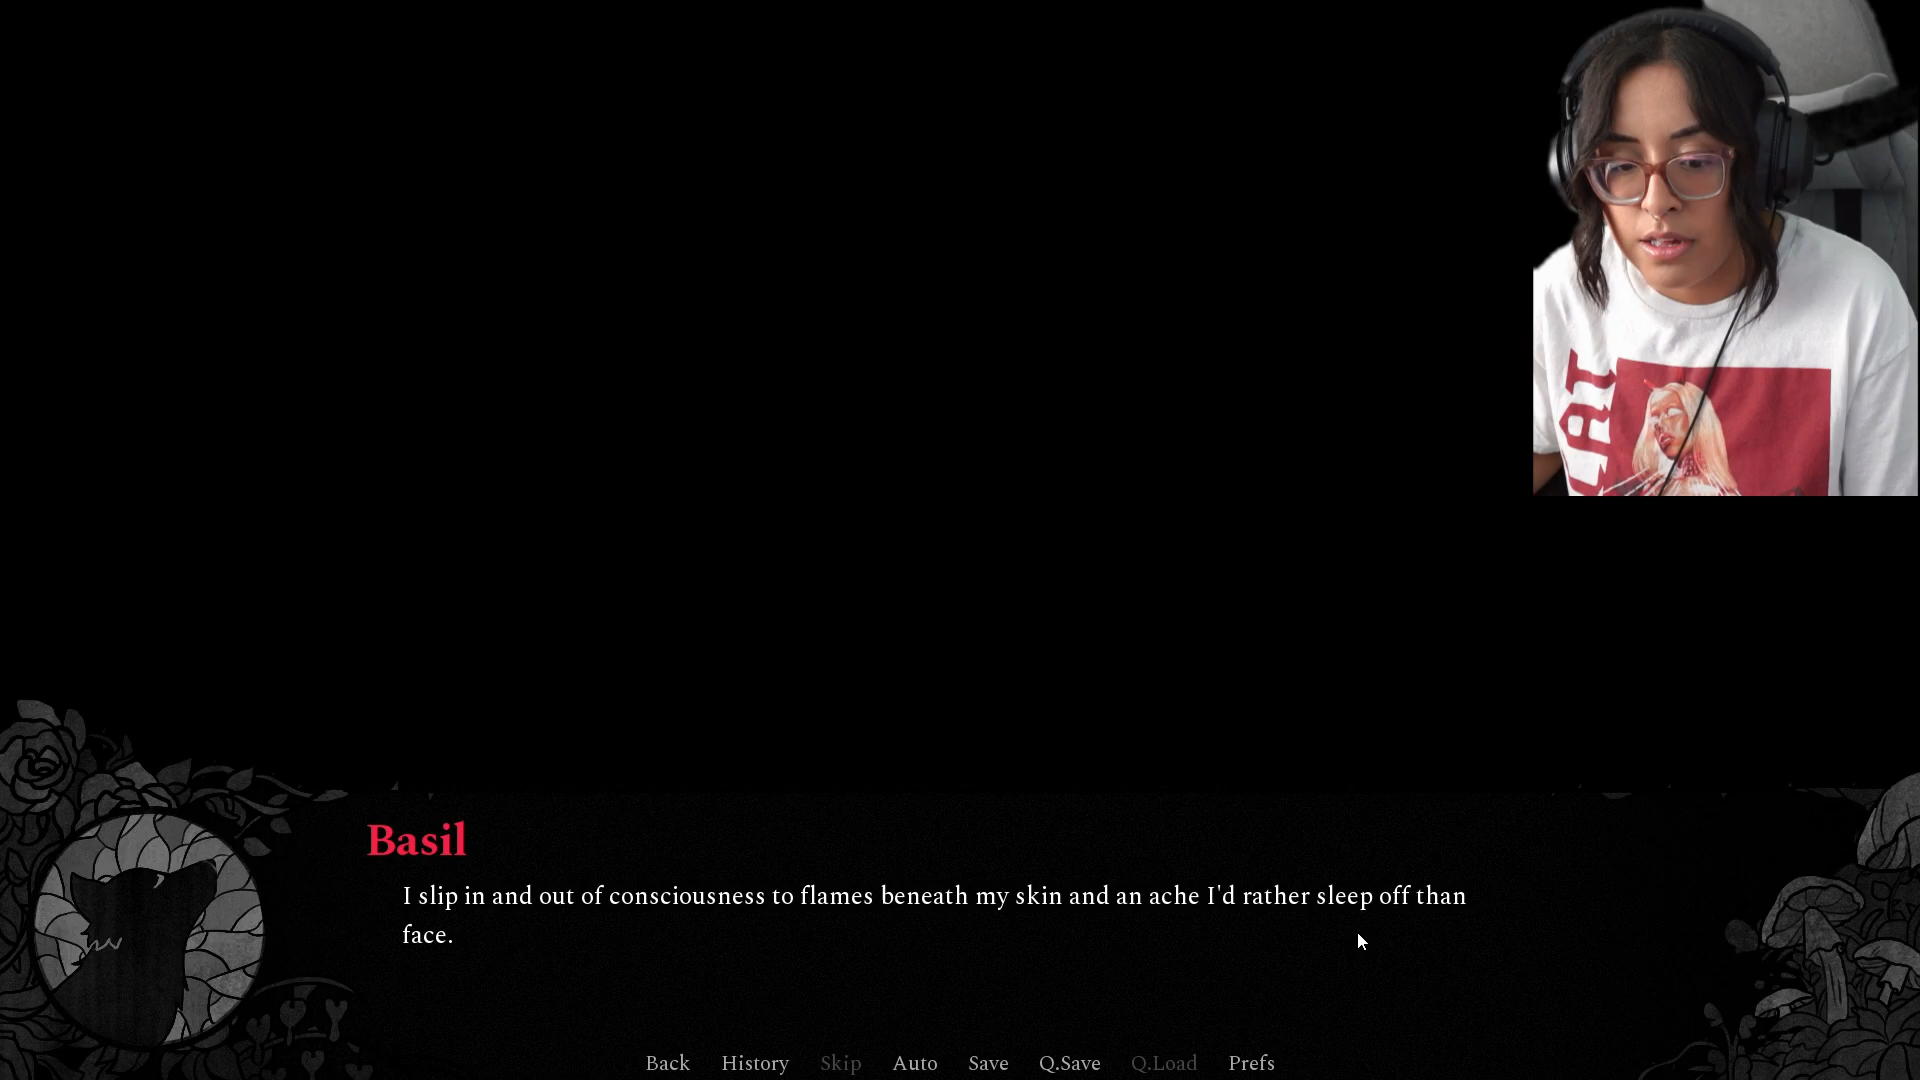 Basil
I slip in and out of consciousness to flames beneath my skin and an ache I'd rather sleep off than
face.
Back History Skip Auto Save Q.Save Q.Load Prefs